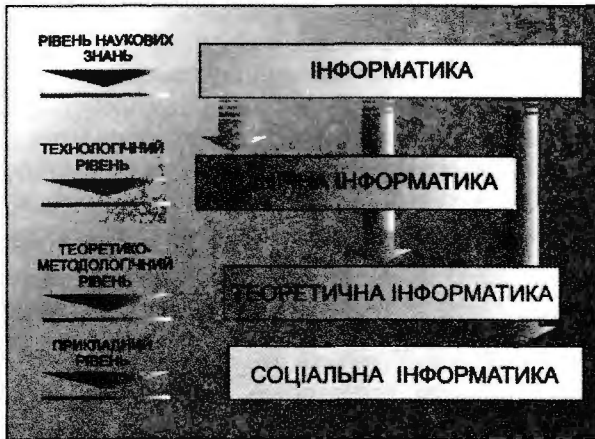 РІВЕНЬ НАУКОВИХ
ЗНАНЬ
ІНФОРМАТИКА
ТЕХНОЛОГІЧНИЙ
РІВЕНЬ
ІНФОРМАТИКА
ТЕОРЕТИКО-
МЕТОДОЛОГІЧНИЙ
РІВЕНЬ
ТЕОРЕТИЧНА ІНФОРМАТИКА
ПРИКЛАДНИЙ
РІВЕНЬ
СОЦІАЛЬНА ІНФОРМАТИКА